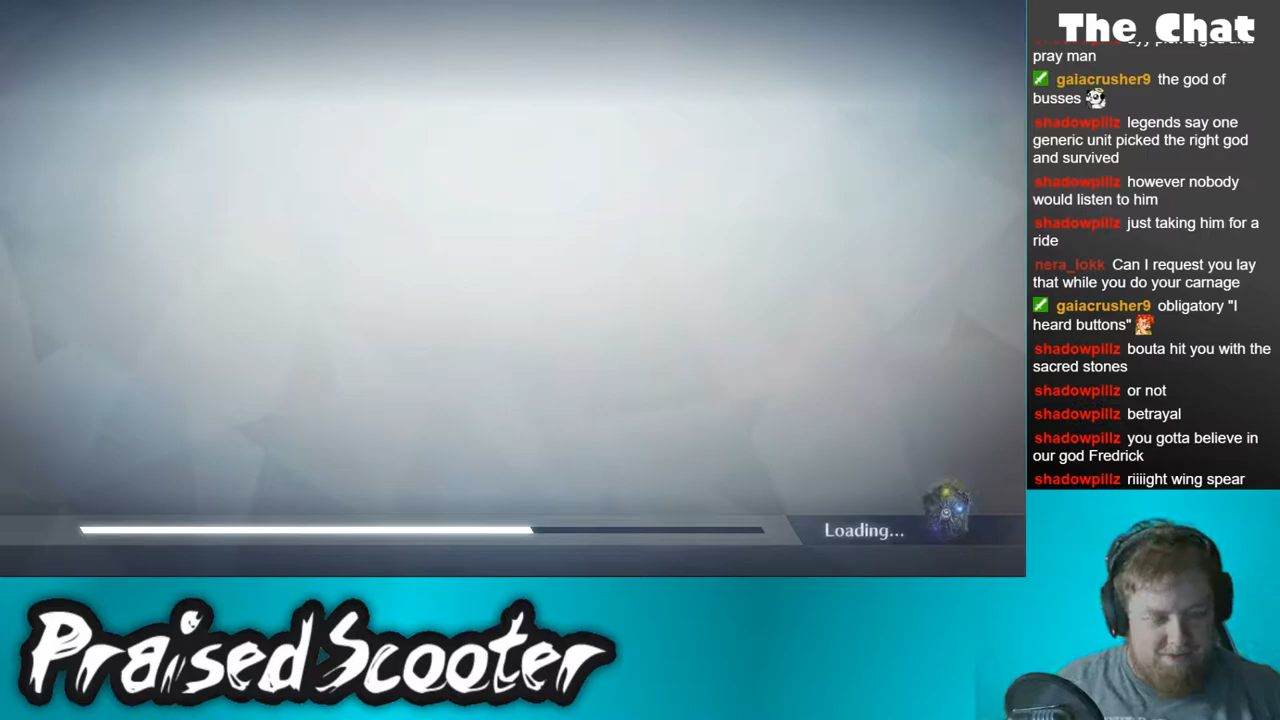 The Chat
pray man
gaiacrusher9 the god of
busses
shadowpillz legends say one
generic unit picked the right god
and survived
shadowpillz however nobody
would listen to him
shadowpillz just taking him for a
ride
nera_lokk Can I request you lay
that while you do your carnage
gaiacrusher9 obligatory "I
heard buttons"
shadowpillz bouta hit you with the
sacred stones
shadowpillz or not
shadowpillz betrayal
shadowpillz you gotta believe in
our god Fredrick
shadowpillz riiiight wing spear
Loading...
PraisedScooter